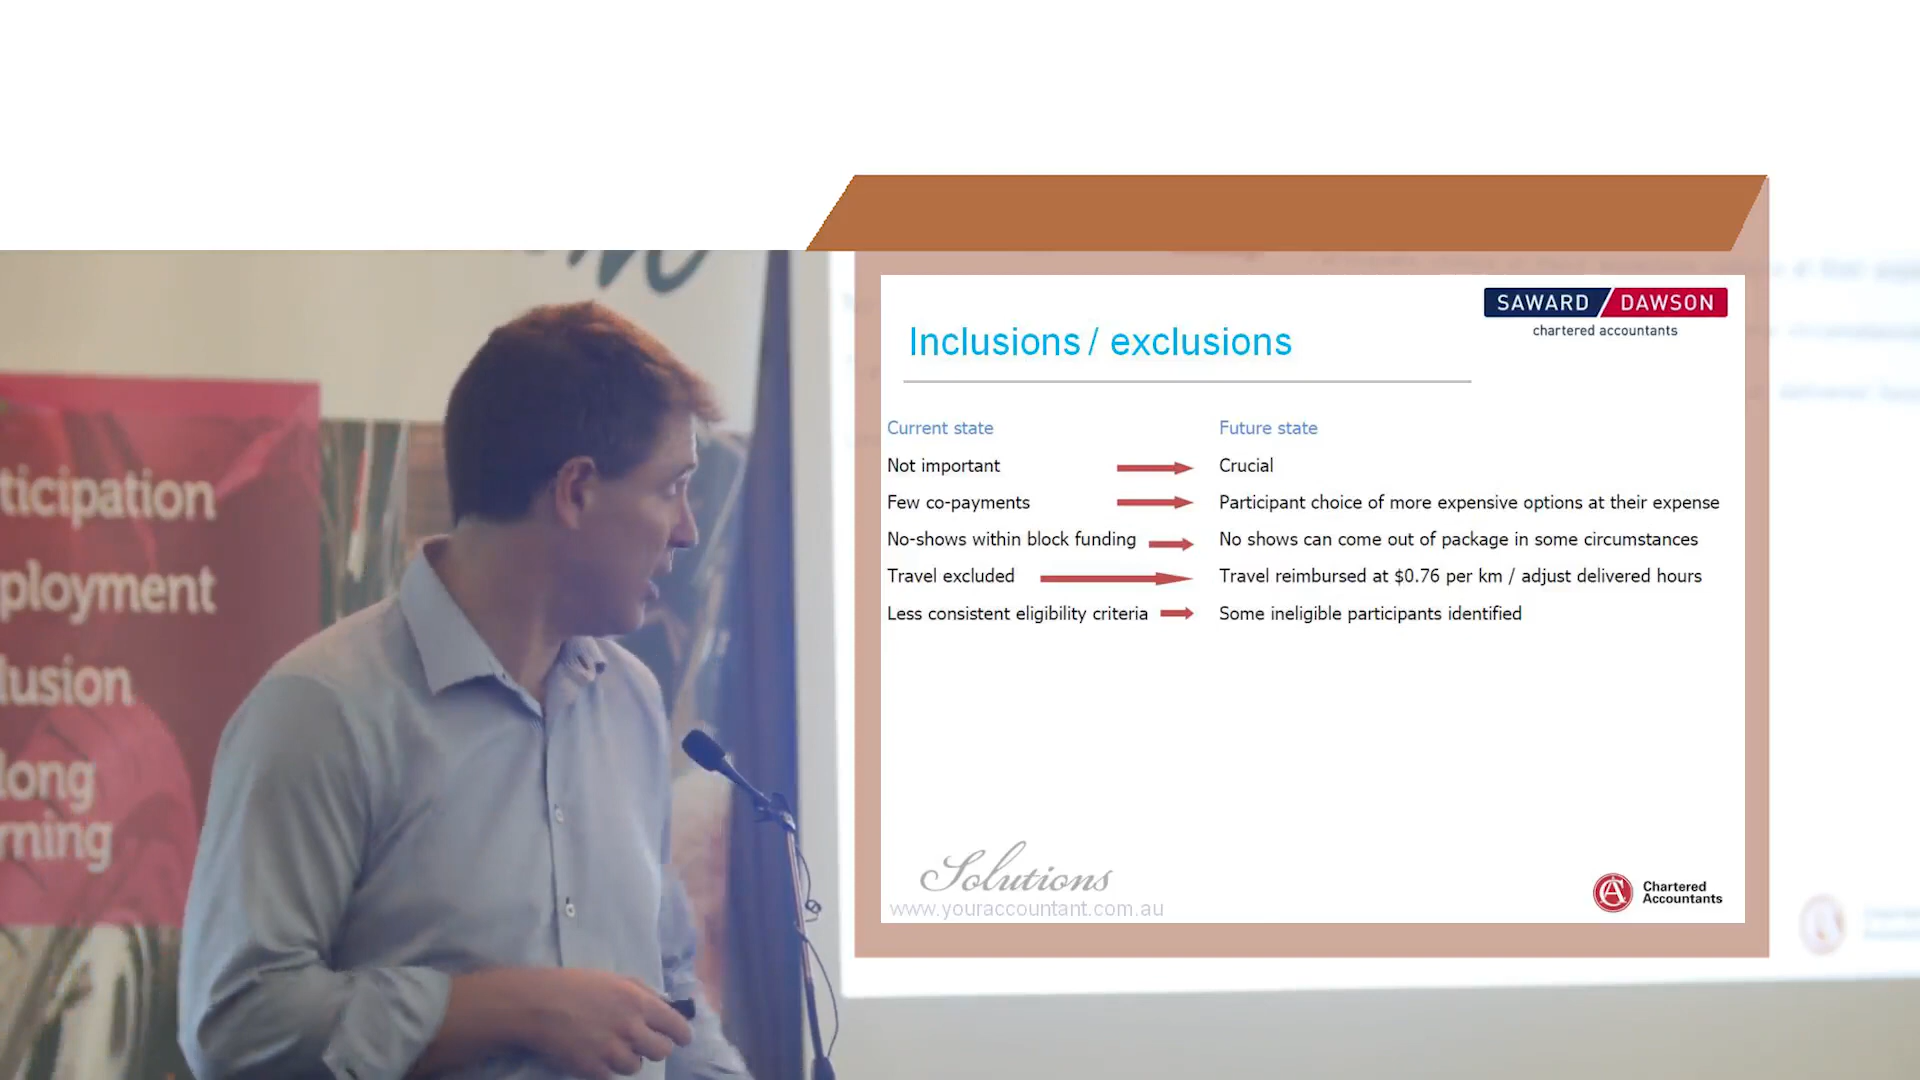 ticipation
ployment
lusion
long
rning
SAWARD DAWSON
chartered accountants
Inclusions / exclusions
Current state Future state
Not important Crucial
Few co-payments Participant choice of more expensive options at their expense
No-shows within block funding No shows can come out of package in some circumstances
Travel excluded Travel reimbursed at $0.76 per km / adjust delivered hours
Less consistent eligibility criteria Some ineligible participants identified
Solutions
www.youraccountant.com.au
CA
Chartered
Accountants